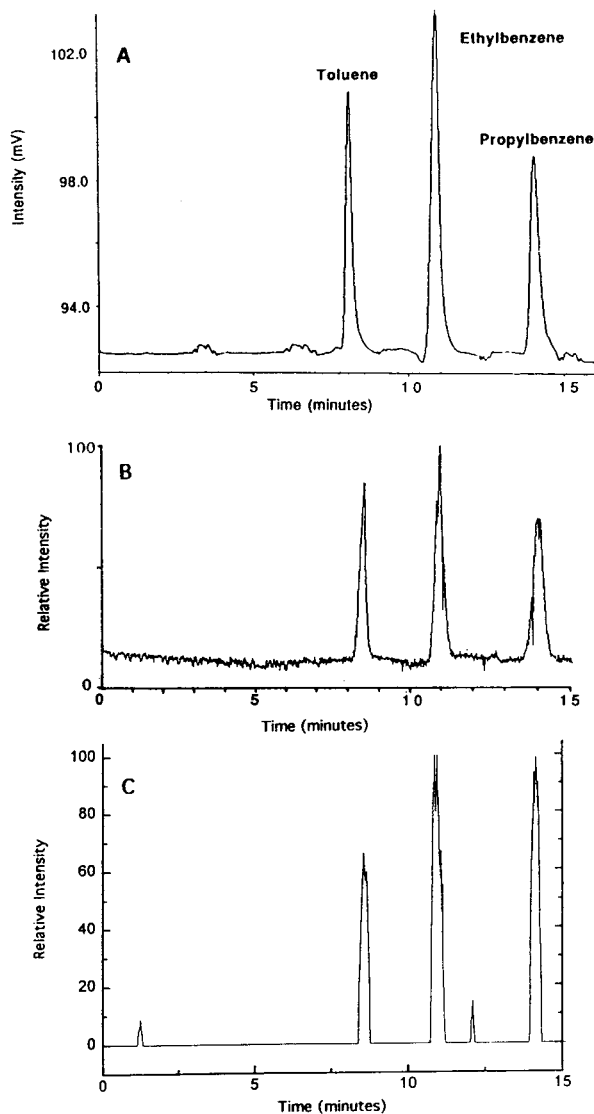 A
Intensity (mV)
102.0
98.0
94.0
Toluene
Ethylbenzene
Propylbenzene
0 5 10 15
Time (minutes)
B
Relative Intensity
100
0
0 5 10 15
Time (minutes)
C
Relative Intensity
100
80
60
40
20
0
0 5 10 15
Time (minutes)